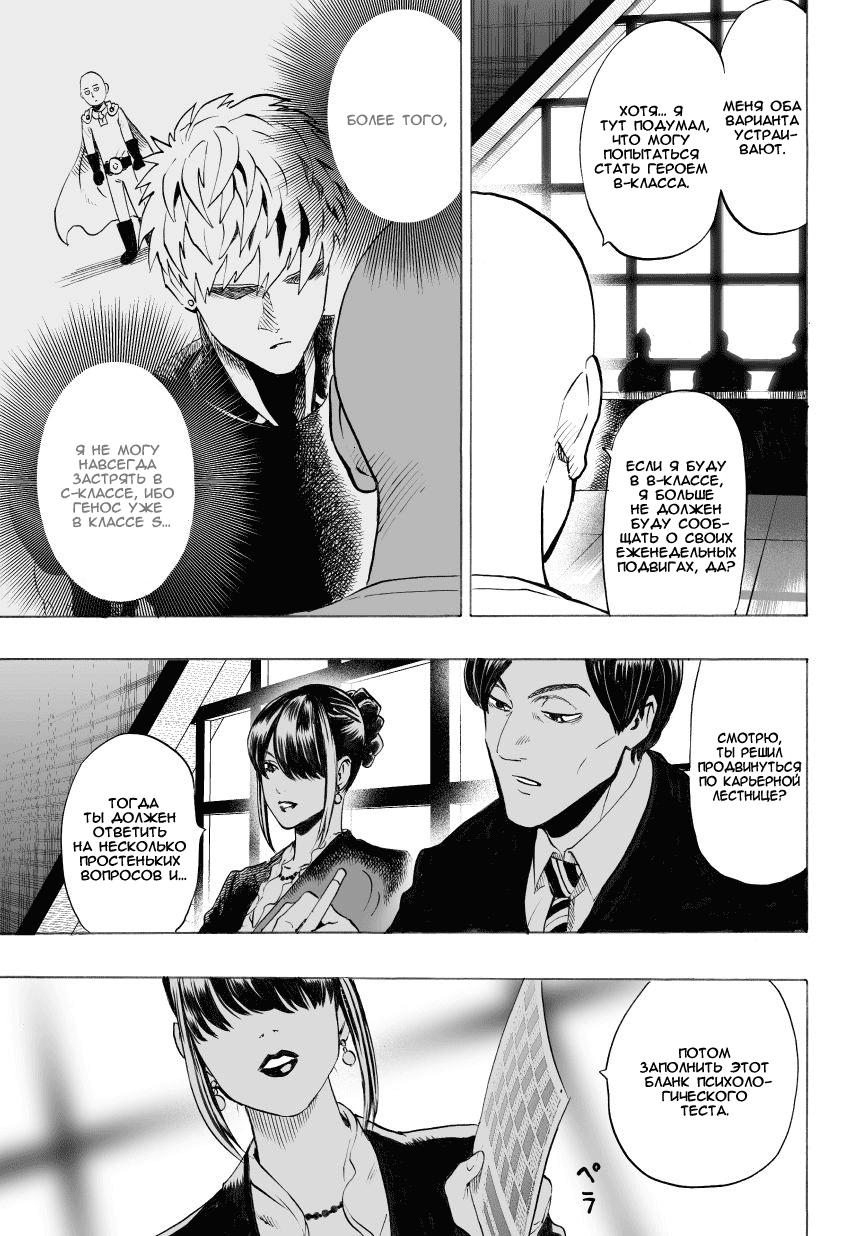 МЕНЯ ОБА
ВАРИАНТА
УСТРАИ-
ВАЮТ.
ХОТЯ... Я
ТУТ ПОДУМАЛ,
ЧТО МОГУ
ПОПЫТАТЬСЯ
СТАТЬ ГЕРОЕМ
B-КЛАССА.
ЕСЛИ Я БУДУ
В B-КЛАССЕ,
Я БОЛЬШЕ
НЕ ДОЛЖЕН
БУДУ СООБ-
ЩАТЬ О СВОИХ
ЕЖЕНЕДЕЛЬНЫХ
ПОДВИГАХ, ДА?
БОЛЕЕ ТОГО,
Я НЕ МОГУ
НАВСЕГДА
ЗАСТРЯТЬ В
C-КЛАССЕ, ИБО
ГЕНОС УЖЕ
В КЛАССЕ S...
СМОТРЮ,
ТЫ РЕШИЛ
ПРОДВИНУТЬСЯ
ПО КАРЬЕРНОЙ
ЛЕСТНИЦЕ?
ТОГДА
ТЫ ДОЛЖЕН
ОТВЕТИТЬ
НА НЕСКОЛЬКО
ПРОСТЕНЬКИХ
ВОПРОСОВ И...
ПОТОМ
ЗАПОЛНИТЬ ЭТОТ
БЛАНК ПСИХОЛО-
ГИЧЕСКОГО
ТЕСТА.
ペラ